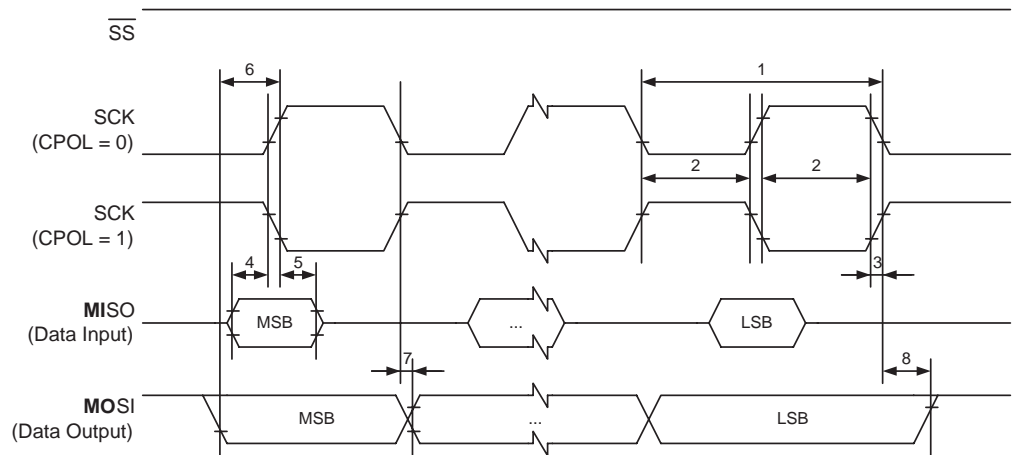 SS
6
1
SCK
(CPOL = 0)
2
2
SCK
(CPOL = 1)
4
5
3
MISO
(Data Input)
MSB
...
LSB
7
8
MOSI
(Data Output)
MSB
...
LSB